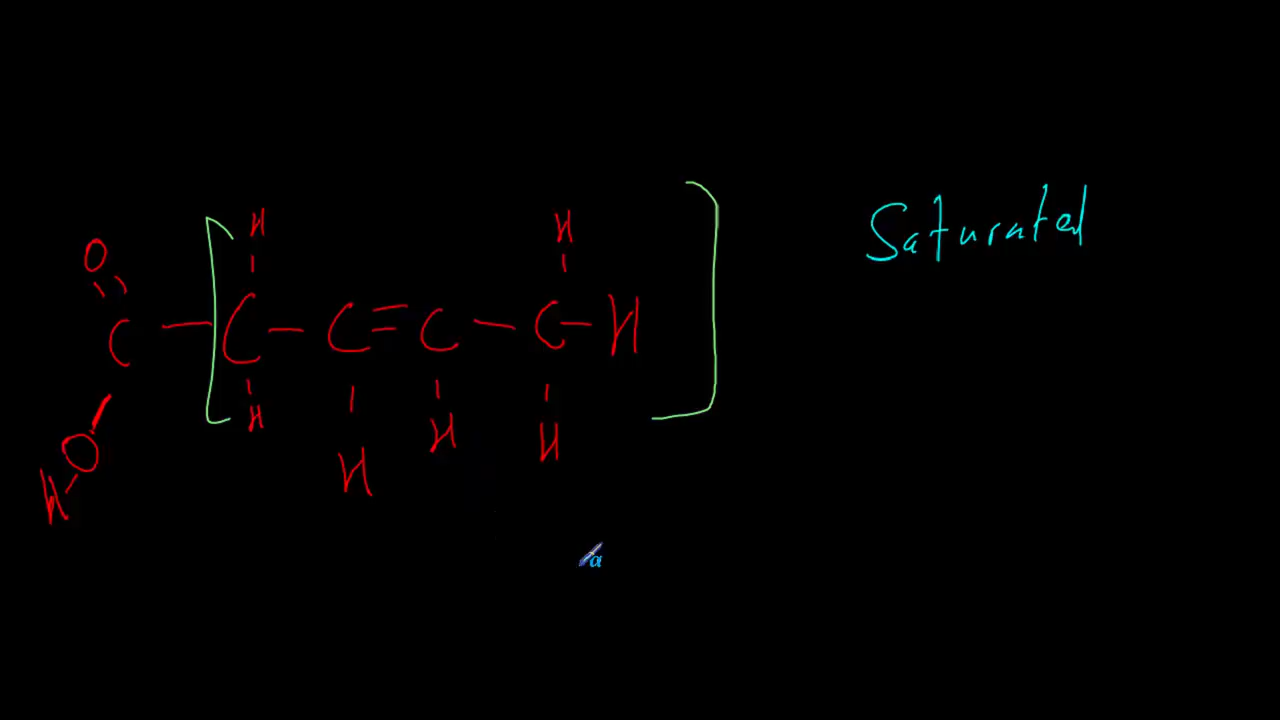 H H
O
Saturated
C - C - C = C - C - H
H H H H
O
H